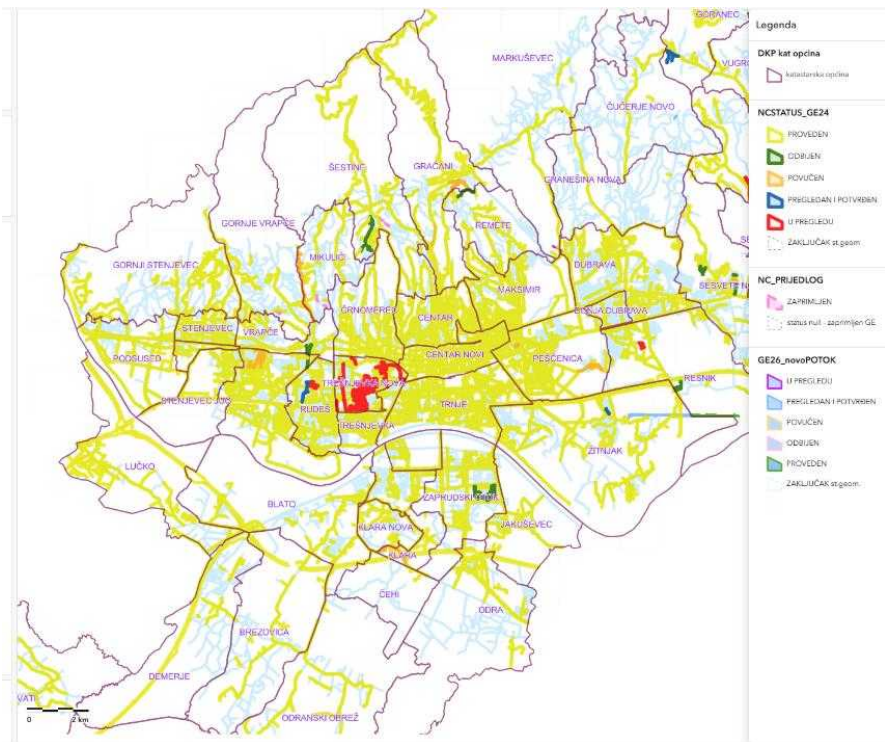 GORANEC
MARKUŠEVEC
VUGRO
ČUČERJE NOVO
ŠESTINE
GRAČANI
GRANEŠINA NOVA
GORNJE VRAPČE
REMETE
MIKULIĆI
GORNJI STENJEVEC
DUBRAVA
MAKSIMIR
SESVETE N
ČRNOMEREC
CENTAR
DONJA DUBRAVA
STENJEVEC
VRAPČE
PODSUSED
CENTAR NOVI
PEŠČENICA
TREŠNJEVKA NOVA
RESNIK
STENJEVEC JUG
RUDEŠ
TRNJE
TREŠNJEVKA
ŽITNJAK
LUČKO
BLATO
ZAPRUDSKI OTOK
KLARA NOVA
JAKUŠEVEC
KLARA
ČEHI
ODRA
BREZOVICA
DEMERJE
VATI
ODRANSKI OBREŽ
0 2 km
Legenda
DKP kat opcina
katastarska općina
NCSTATUS_GE24
PROVEDEN
ODBIJEN
POVUČEN
PREGLEDAN I POTVRĐEN
U PREGLEDU
ZAKLJUČAK st.geom
NC_PRIJEDLOG
ZAPRIMLJEN
status null - zaprimljen GE
GE26_novoPOTOK
U PREGLEDU
PREGLEDAN I POTVRĐEN
POVUČEN
ODBIJEN
PROVEDEN
ZAKLJUČAK st.geom.